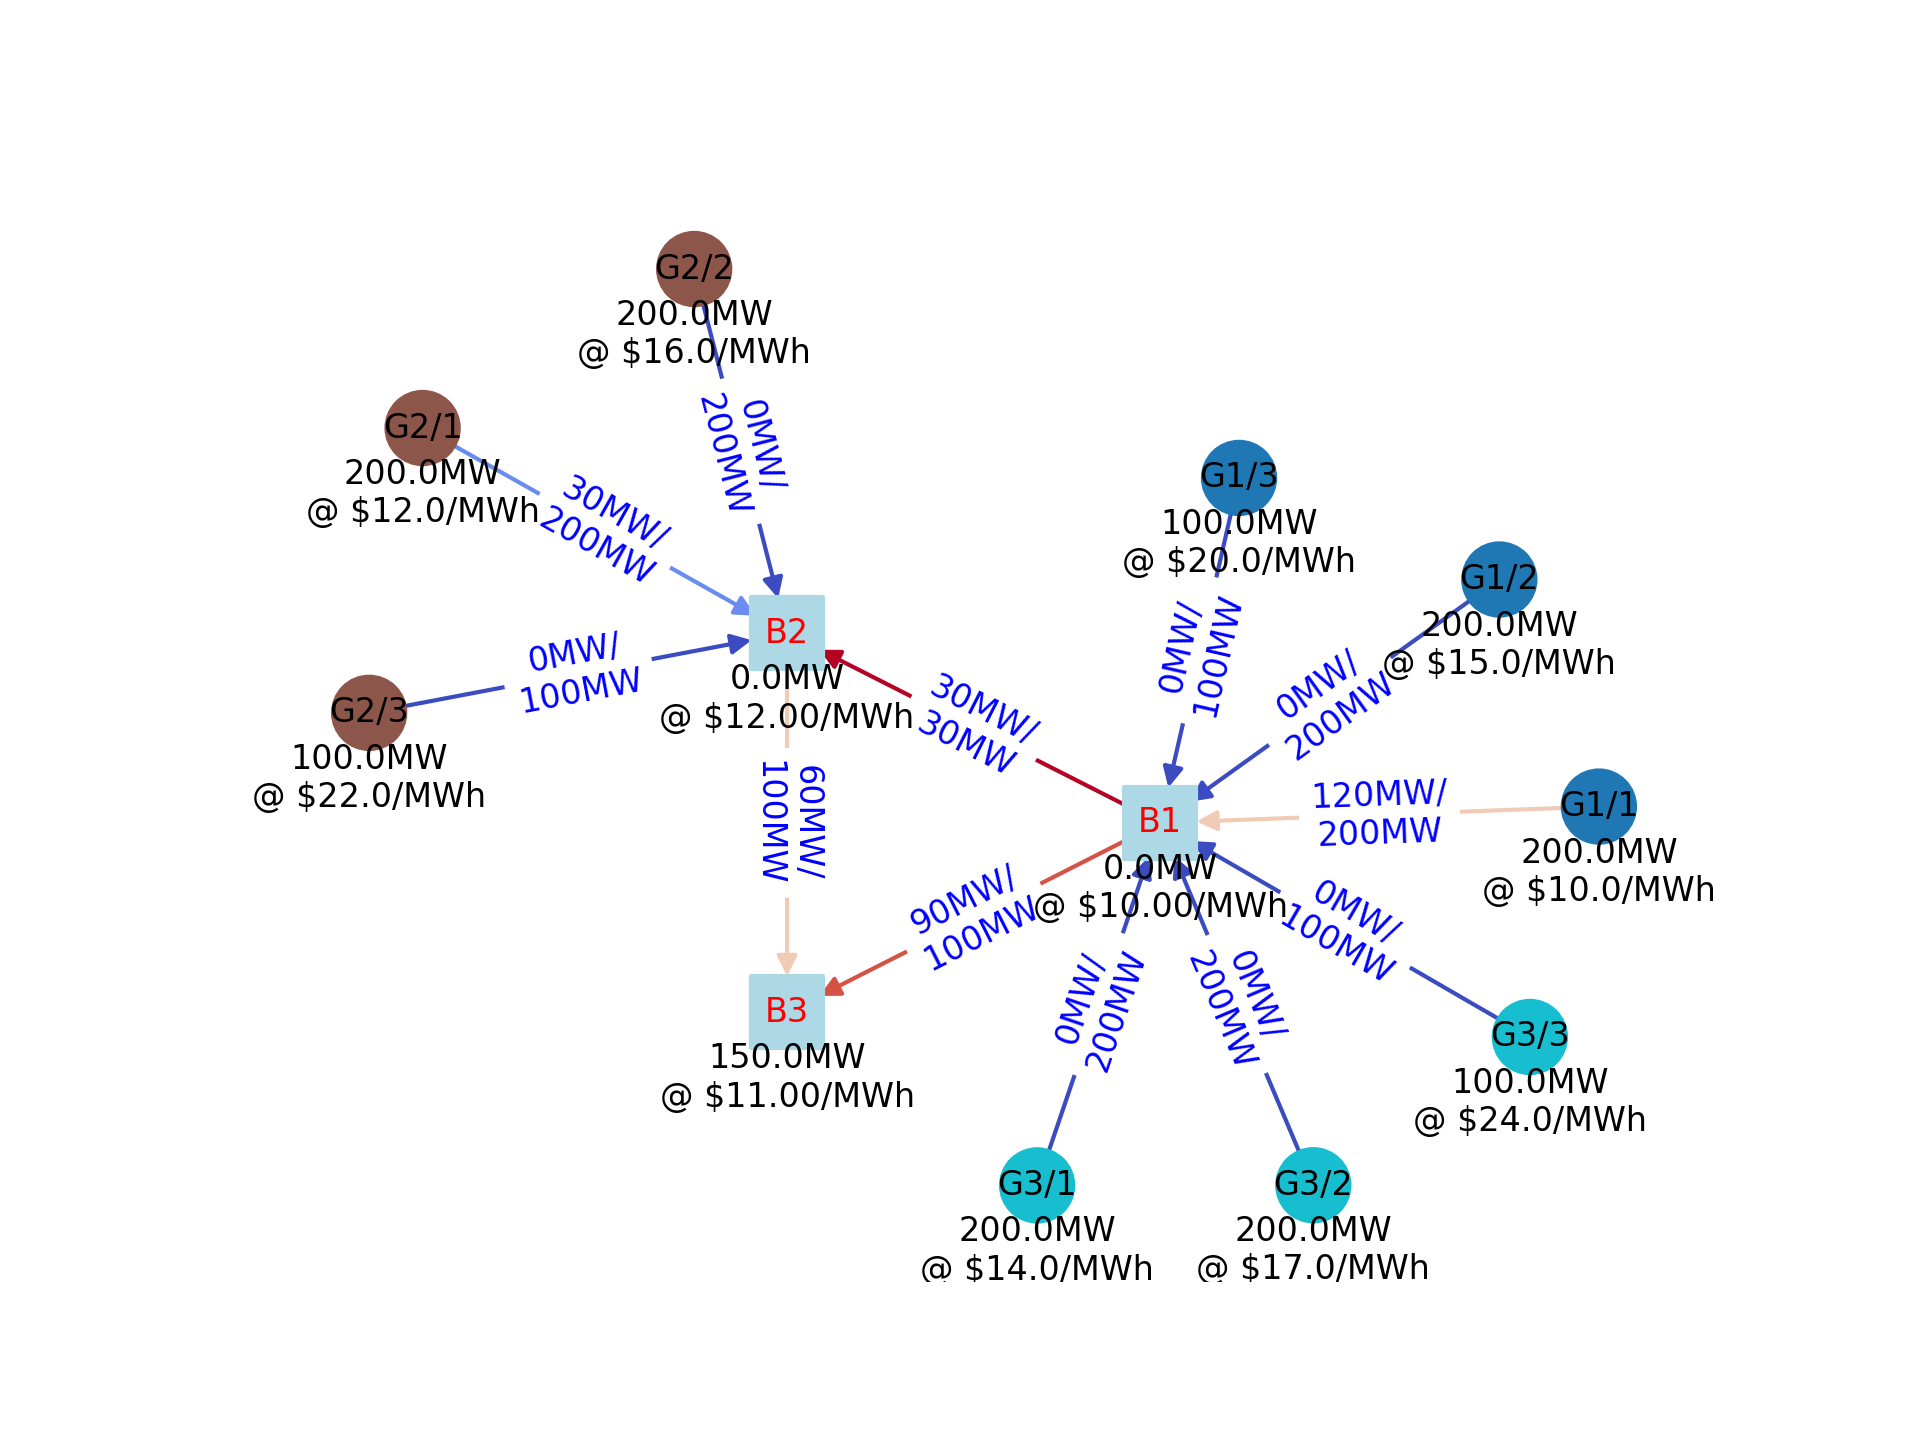 G2/2
200.0MW
@ $16.0/MWh
0MW/
200MW
G2/1
200.0MW
@ $12.0/MWh
30MW/
200MW
G1/3
100.0MW
@ $20.0/MWh
0MW/
100MW
G1/2
200.0MW
@ $15.0/MWh
0MW/
200MW
B2
0.0MW
@ $12.00/MWh
0MW/
100MW
G2/3
100.0MW
@ $22.0/MWh
30MW/
30MW
60MW/
100MW
B1
0.0MW
@ $10.00/MWh
120MW/
200MW
G1/1
200.0MW
@ $10.0/MWh
90MW/
100MW
0MW/
100MW
0MW/
200MW
0MW/
200MW
B3
150.0MW
@ $11.00/MWh
G3/3
100.0MW
@ $24.0/MWh
G3/1
200.0MW
@ $14.0/MWh
G3/2
200.0MW
@ $17.0/MWh